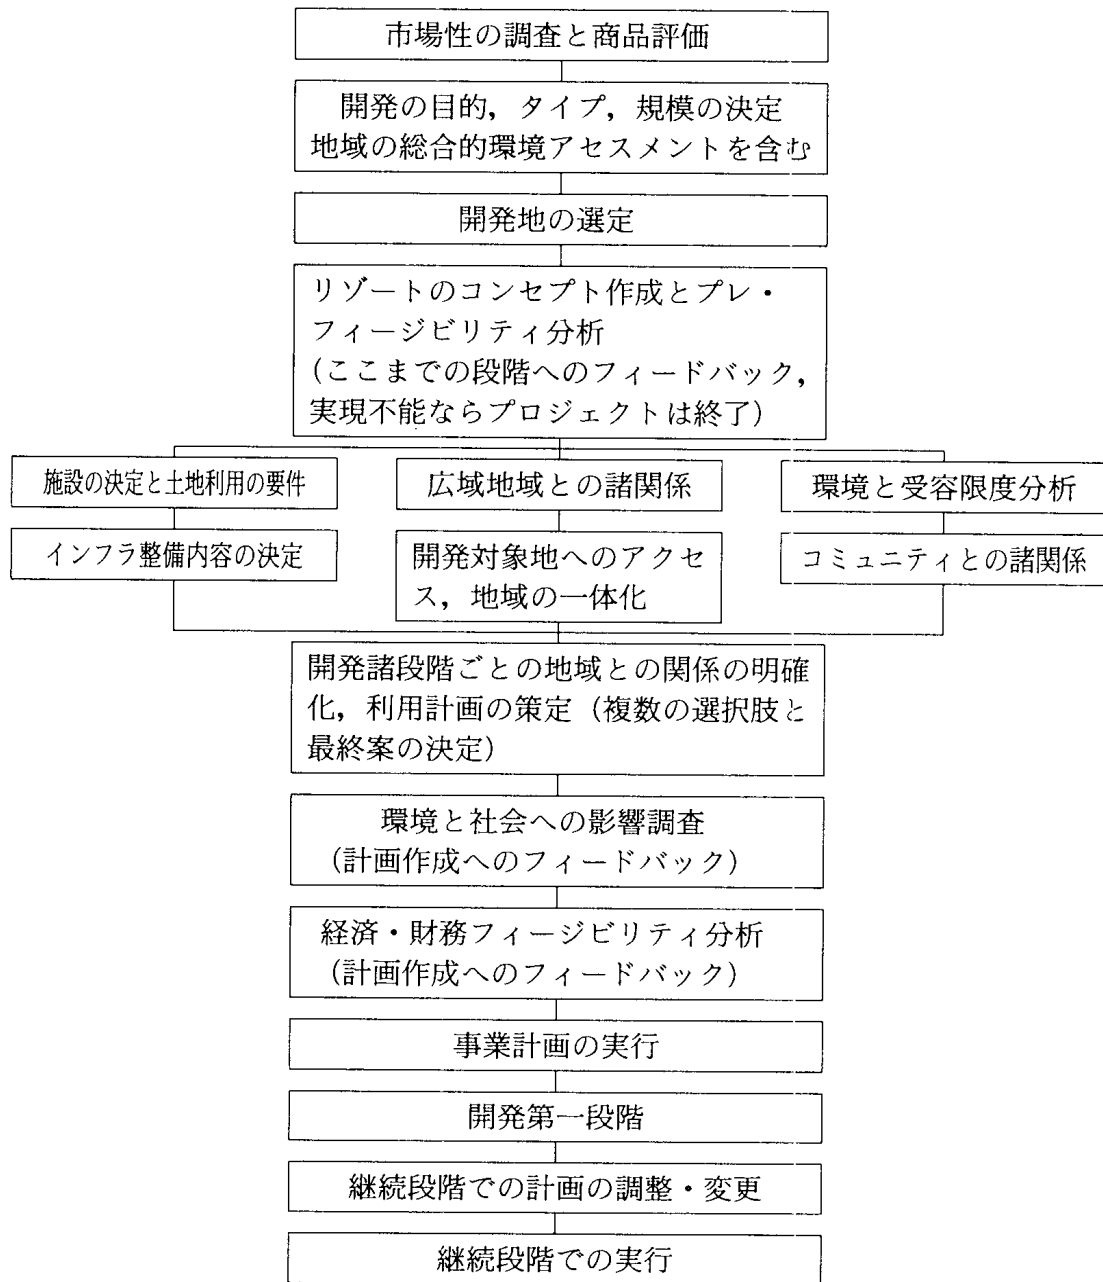 市場性の調査と商品評価
開発の目的，タイプ，規模の決定
地域の総合的環境アセスメントを含む
開発地の選定
リゾートのコンセプト作成とプレ・
フィージビリティ分析
(ここまでの段階へのフィードバック，
実現不能ならプロジェクトは終了)
施設の決定と土地利用の要件
インフラ整備内容の決定
広域地域との諸関係
開発対象地へのアクセ
ス，地域の一体化
環境と受容限度分析
コミュニティとの諸関係
開発諸段階ごとの地域との関係の明確
化，利用計画の策定（複数の選択肢と
最終案の決定）
環境と社会への影響調査
(計画作成へのフィードバック)
経済・財務フィージビリティ分析
(計画作成へのフィードバック)
事業計画の実行
開発第一段階
継続段階での計画の調整・変更
継続段階での実行